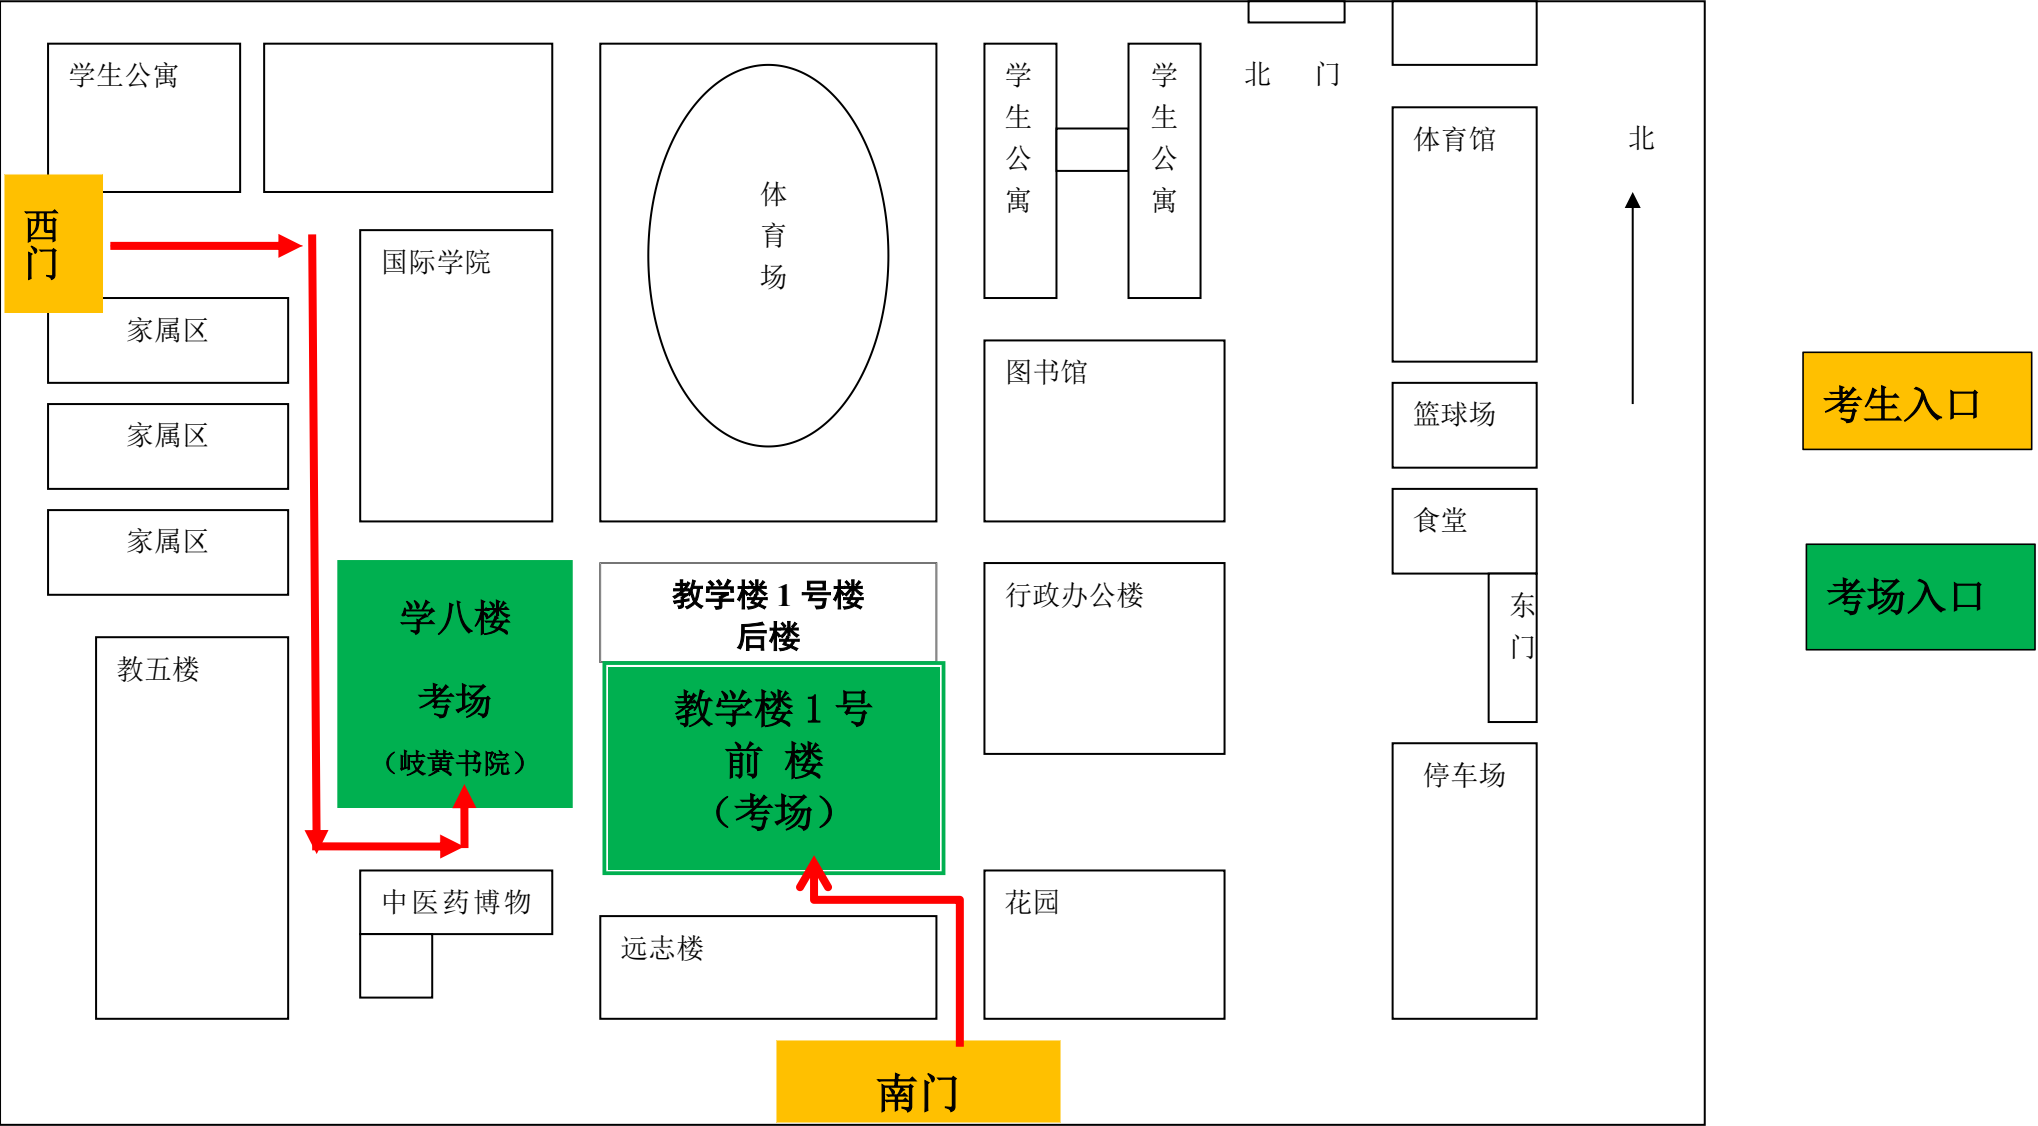 学生公寓
西门
家属区
家属区
家属区
教五楼
国际学院
学八楼
考场
（岐黄书院）
中医药博物
体育场
教学楼 1 号楼
后楼
教学楼 1 号
前 楼
（考场）
远志楼
南门
学生公寓
学生公寓
图书馆
行政办公楼
花园
北 门
体育馆
篮球场
食堂
东门
停车场
北
考生入口
考场入口